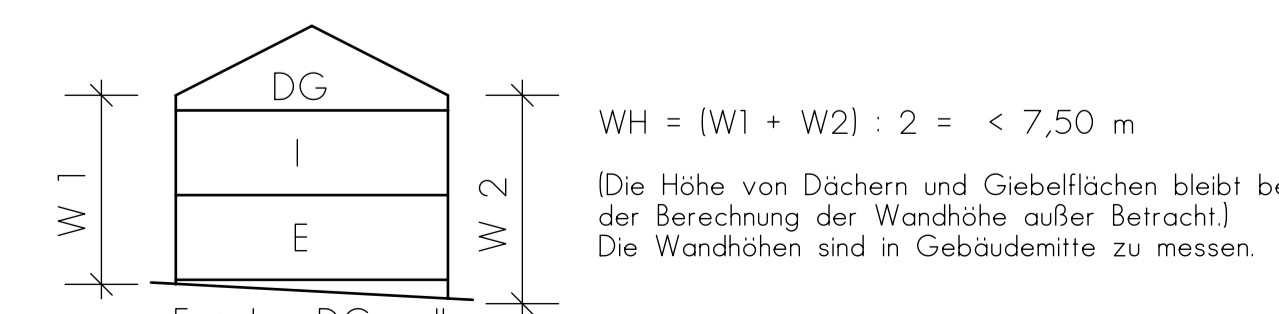 DG
WH = (W1 + W2) : 2 = < 7,50 m
I
W 1
W 2
(Die Höhe von Dächern und Giebelflächen bleibt
der Berechnung der Wandhöhe außer Betracht.)
E
Die Wandhöhen sind in Gebäudemitte zu messen.